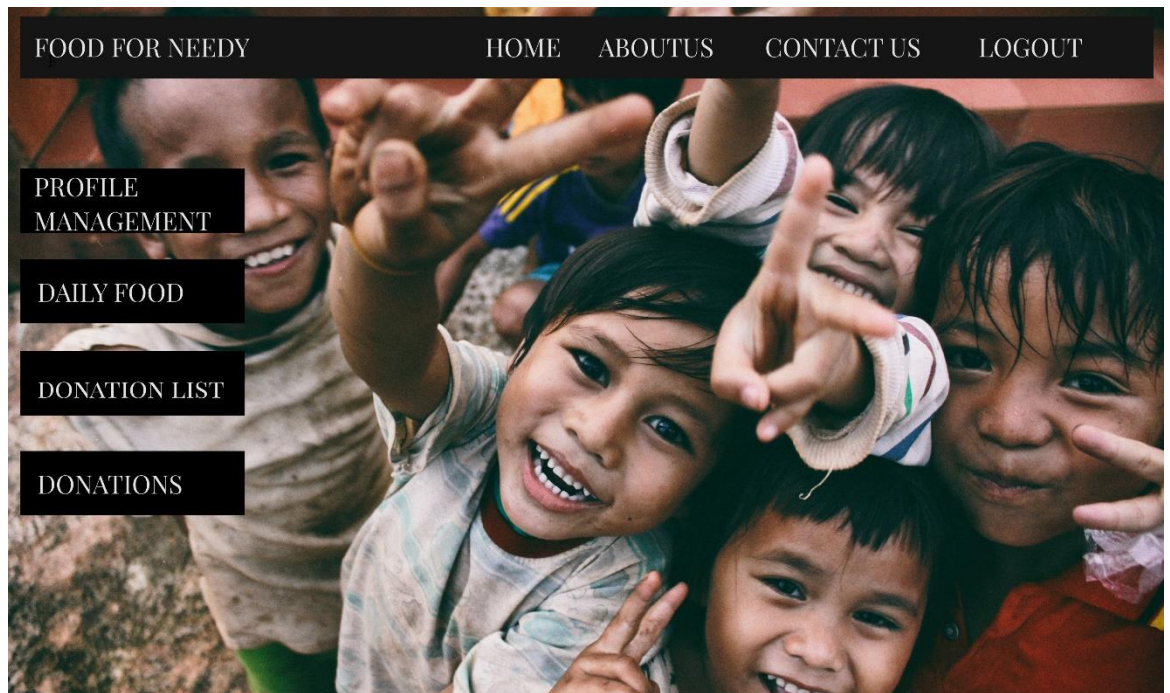 FOOD FOR NEEDY
HOME
ABOUTUS
CONTACT US
LOGOUT
PROFILE
MANAGEMENT
DAILY FOOD
DONATION LIST
DONATIONS